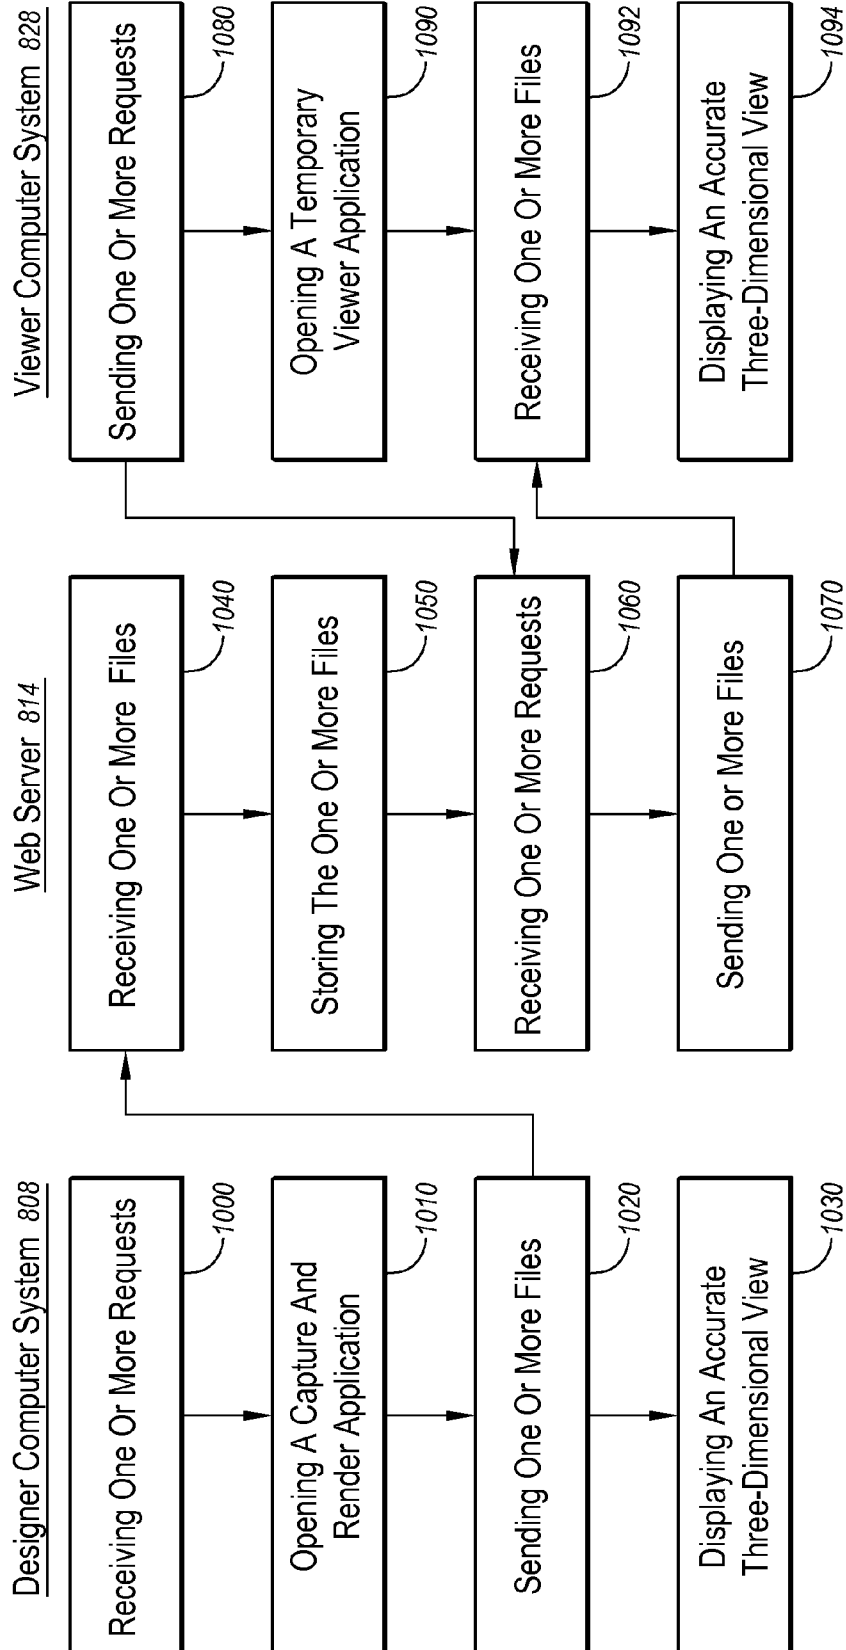 Designer Computer System 808
Receiving One Or More Requests
1000
Opening A Capture And
Render Application
1010
Sending One Or More Files
1020
Displaying An Accurate
Three-Dimensional View
1030
Web Server 814
Receiving One Or More Files
1040
Storing The One Or More Files
1050
Receiving One Or More Requests
1060
Sending One or More Files
1070
Viewer Computer System 828
Sending One Or More Requests
1080
Opening A Temporary
Viewer Application
1090
Receiving One Or More Files
1092
Displaying An Accurate
Three-Dimensional View
1094